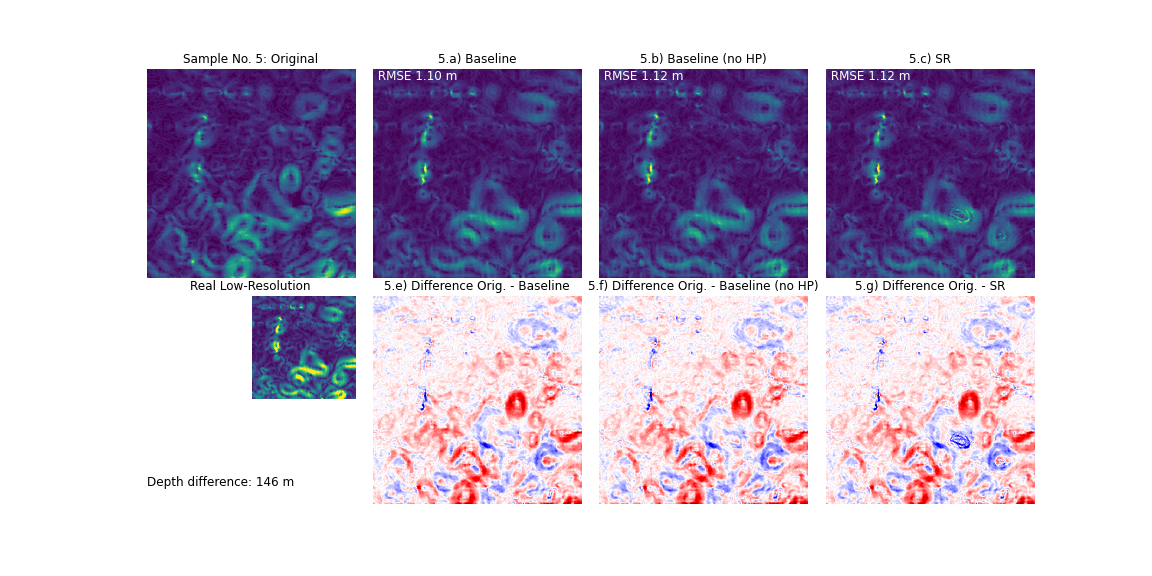 Sample No. 5: Original
5.a) Baseline
5.b) Baseline (no HP)
5.c) SR
RMSE 1.10 m
RMSE 1.12 m
RMSE 1.12 m
Real Low-Resolution
5.e) Difference Orig. - Baseline
5.f) Difference Orig. - Baseline (no HP)
5.g) Difference Orig. - SR
Depth difference: 146 m